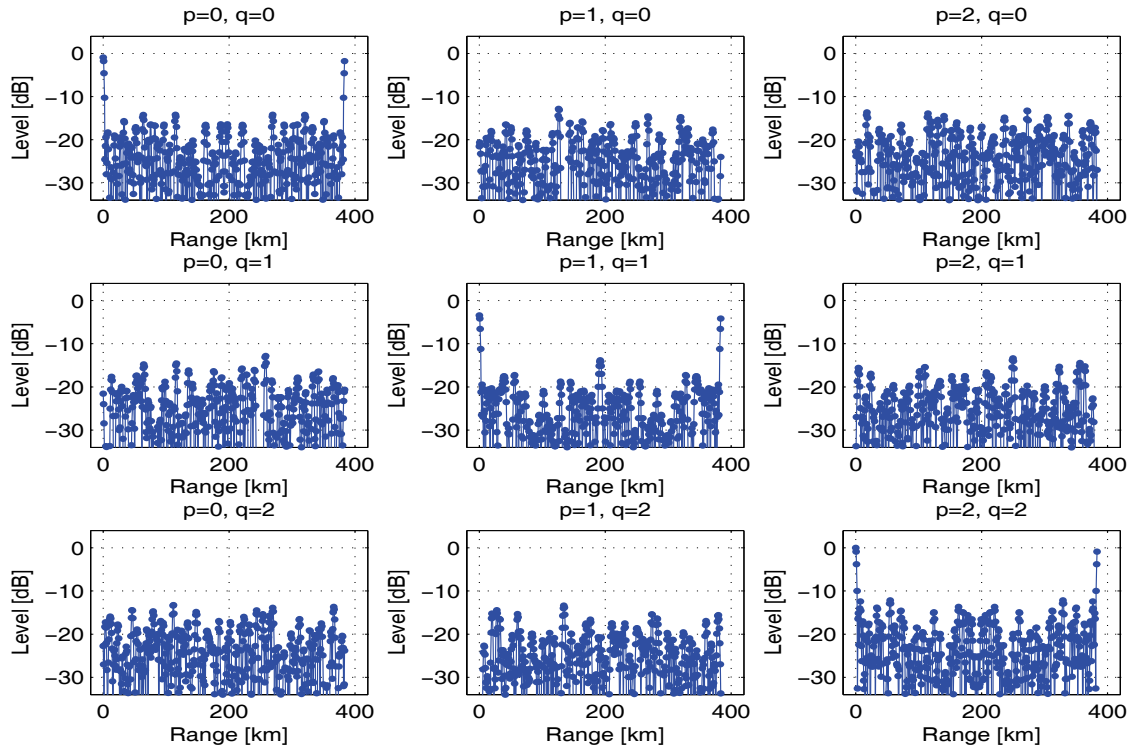 p=0, q=0
p=1, q=0
p=2, q=0
Level [dB]
0
−10
−20
−30
0
200
400
Range [km]
Level [dB]
0
−10
−20
−30
0
200
400
Range [km]
Level [dB]
0
−10
−20
−30
0
200
400
Range [km]
p=0, q=1
p=1, q=1
p=2, q=1
Level [dB]
0
−10
−20
−30
0
200
400
Range [km]
Level [dB]
0
−10
−20
−30
0
200
400
Range [km]
Level [dB]
0
−10
−20
−30
0
200
400
Range [km]
p=0, q=2
p=1, q=2
p=2, q=2
Level [dB]
0
−10
−20
−30
0
200
400
Range [km]
Level [dB]
0
−10
−20
−30
0
200
400
Range [km]
Level [dB]
0
−10
−20
−30
0
200
400
Range [km]